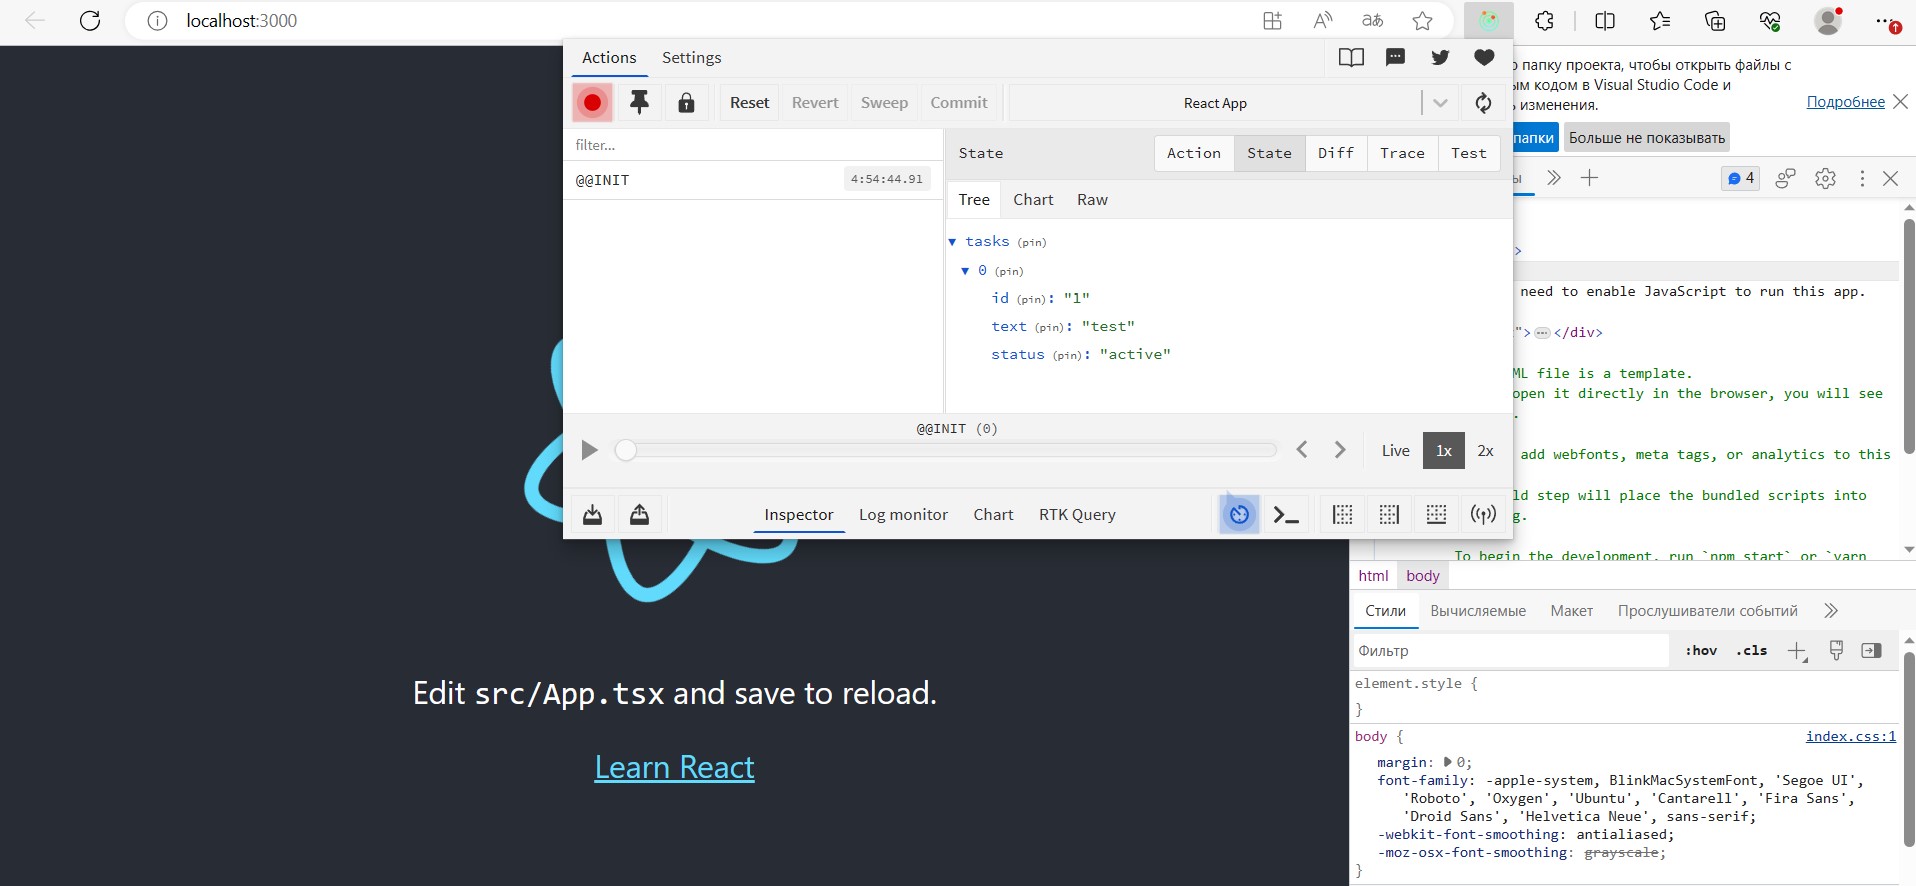 localhost:3000
Actions Settings
Reset Revert Sweep Commit React App
filter...
State Action State Diff Trace Test
@@INIT 4:54:44.91
Tree Chart Raw
tasks (pin)
0 (pin)
id (pin): "1"
text (pin): "test"
status (pin): "active"
@@INIT (0)
Live 1x 2x
Inspector Log monitor Chart RTK Query
папку проекта, чтобы открыть файлы с
кодом в Visual Studio Code и
изменения.
Подробнее
папки Больше не показывать
4
>
need to enable JavaScript to run this app.
"> ⋯ </div>
ML file is a template.
open it directly in the browser, you will see
.
add webfonts, meta tags, or analytics to this
step will place the bundled scripts into
g.
To begin the development, run `npm start` or `yarn
html body
Стили Вычисляемые Макет Прослушиватели событий
Фильтр :hov .cls
element.style {
}
body { index.css:1
margin: 0;
font-family: -apple-system, BlinkMacSystemFont, 'Segoe UI',
'Roboto', 'Oxygen', 'Ubuntu', 'Cantarell', 'Fira Sans',
'Droid Sans', 'Helvetica Neue', sans-serif;
-webkit-font-smoothing: antialiased;
-moz-osx-font-smoothing: grayscale;
}
Edit src/App.tsx and save to reload.
Learn React